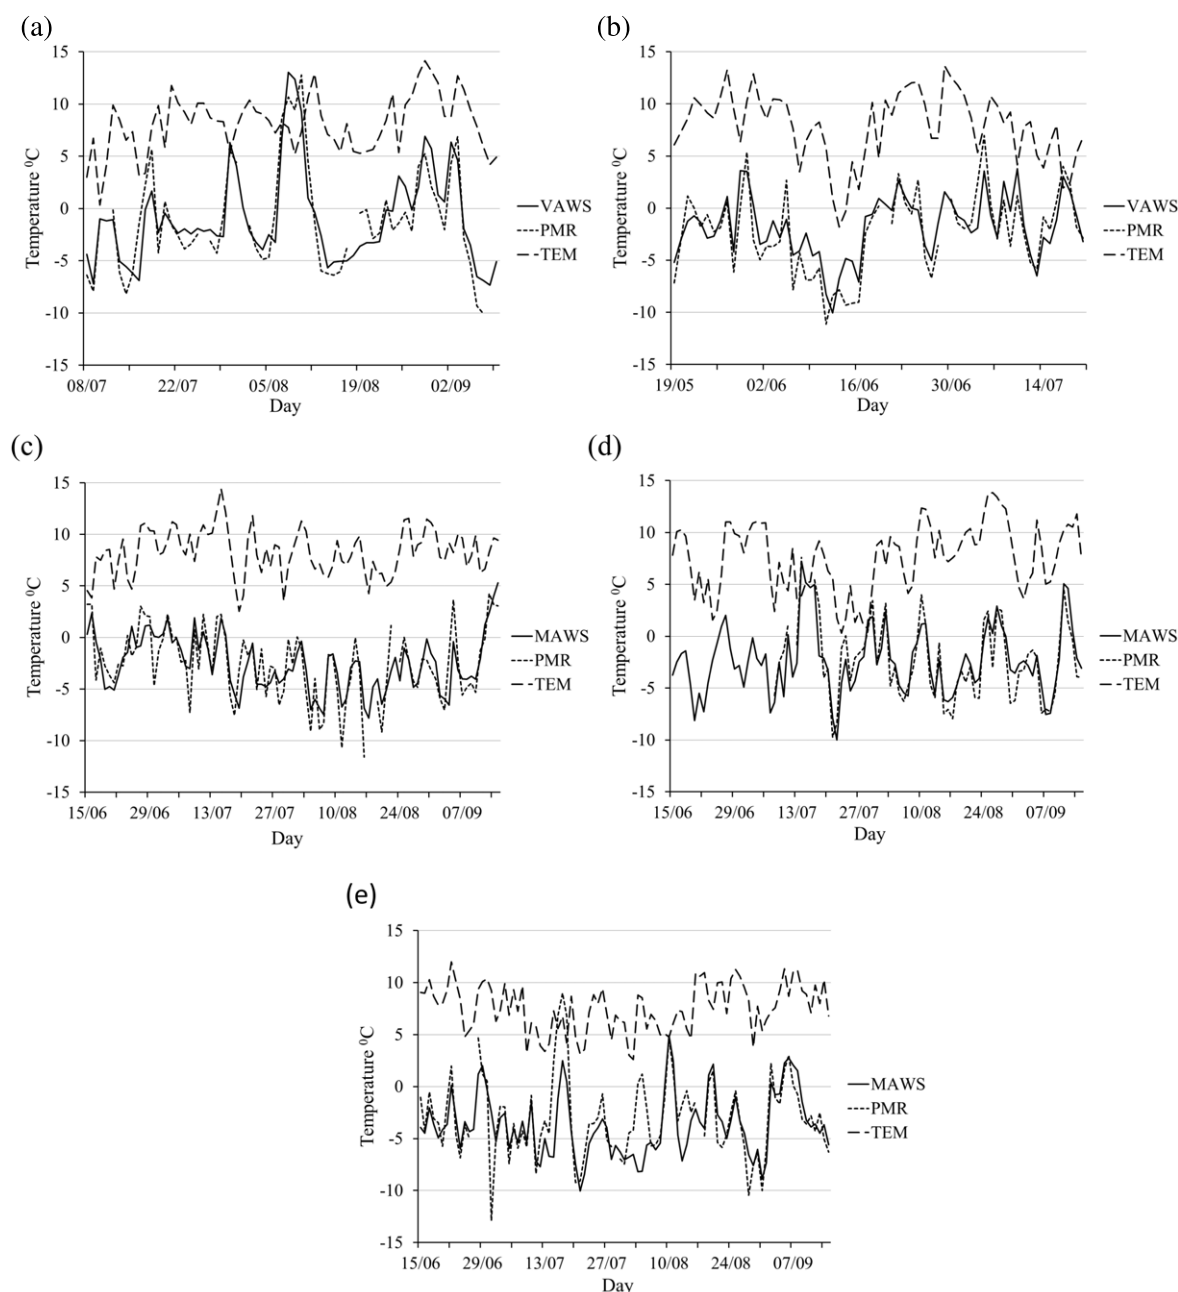 (a)
15
10
5
0
-5
-10
-15
Temperature ⁰C
08/07 22/07 05/08 19/08 02/09
Day
VAWS
PMR
TEM
(b)
15
10
5
0
-5
-10
-15
Temperature ⁰C
19/05 02/06 16/06 30/06 14/07
Day
VAWS
PMR
TEM
(c)
15
10
5
0
-5
-10
-15
Temperature ⁰C
15/06 29/06 13/07 27/07 10/08 24/08 07/09
Day
MAWS
PMR
TEM
(d)
15
10
5
0
-5
-10
-15
Temperature ⁰C
15/06 29/06 13/07 27/07 10/08 24/08 07/09
Day
MAWS
PMR
TEM
(e)
15
10
5
0
-5
-10
-15
Temperature ⁰C
15/06 29/06 13/07 27/07 10/08 24/08 07/09
Day
MAWS
PMR
TEM